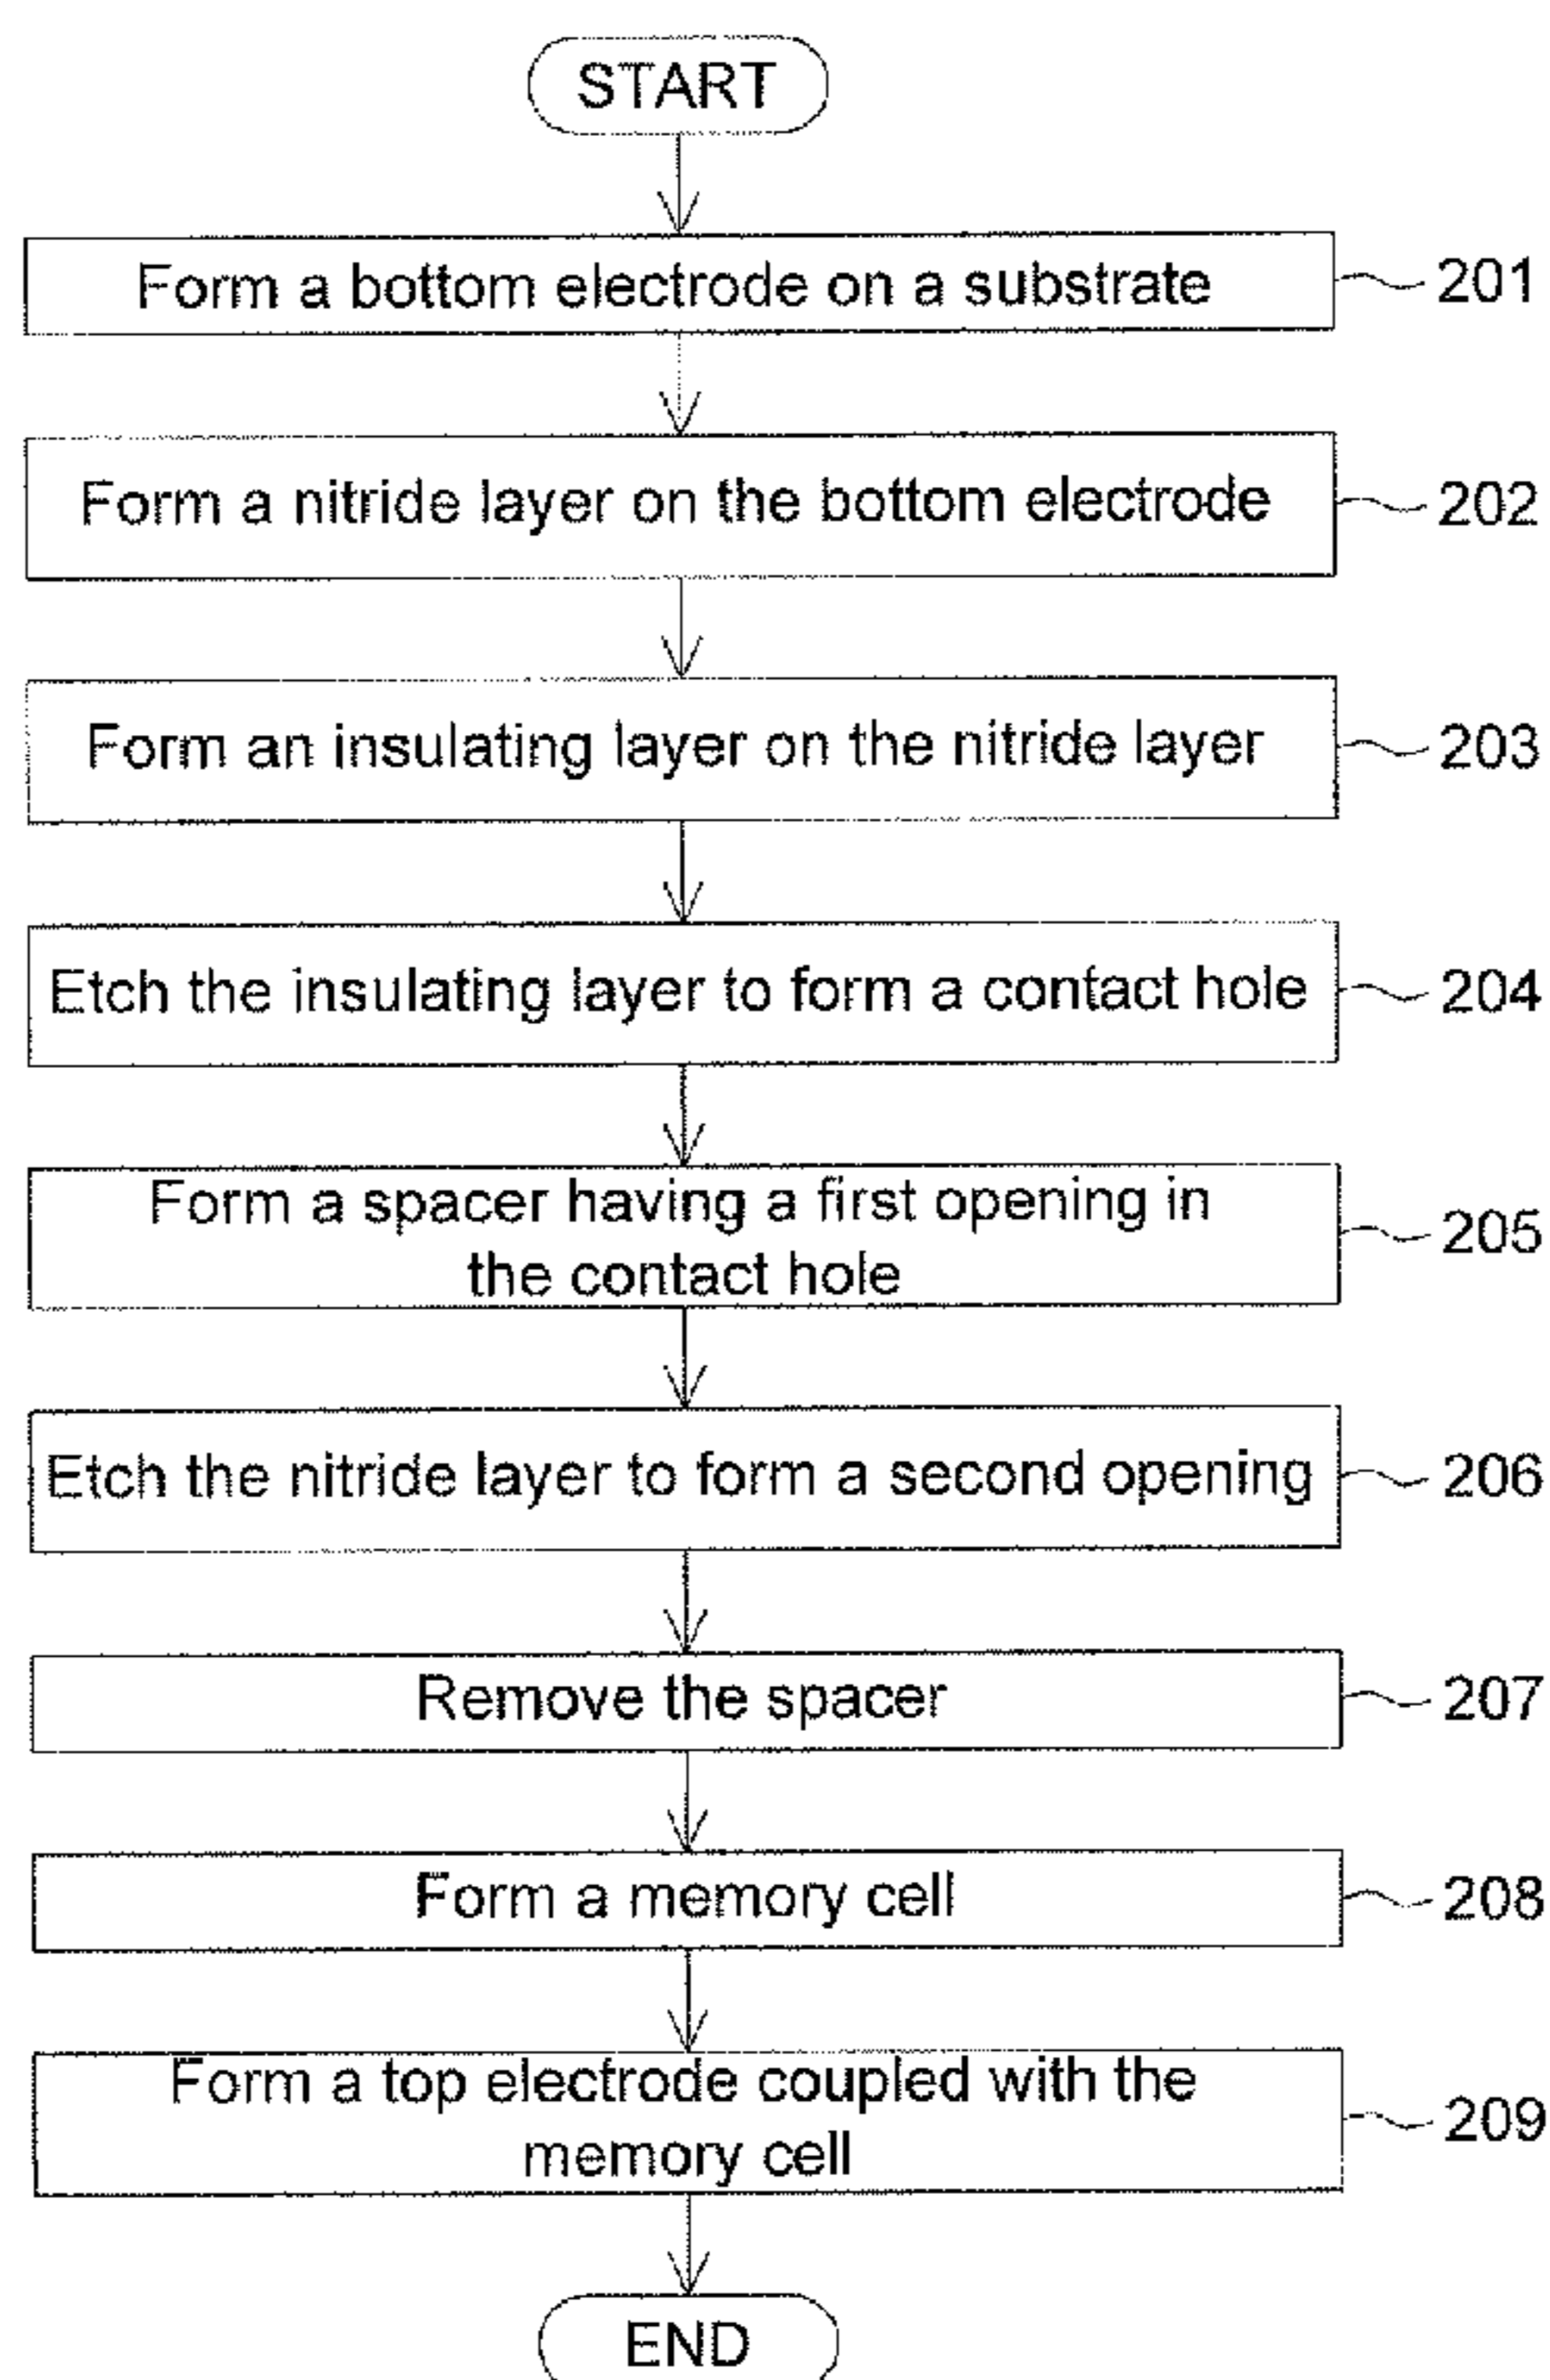 START
Form a bottom electrode on a substrate
201
Form a nitride layer on the bottom electrode
202
Form an insulating layer on the nitride layer
203
Etch the insulating layer to form a contact hole
204
Form a spacer having a first opening in
the contact hole
205
Etch the nitride layer to form a second opening
206
Remove the spacer
207
Form a memory cell
208
Form a top electrode coupled with the
memory cell
209
END